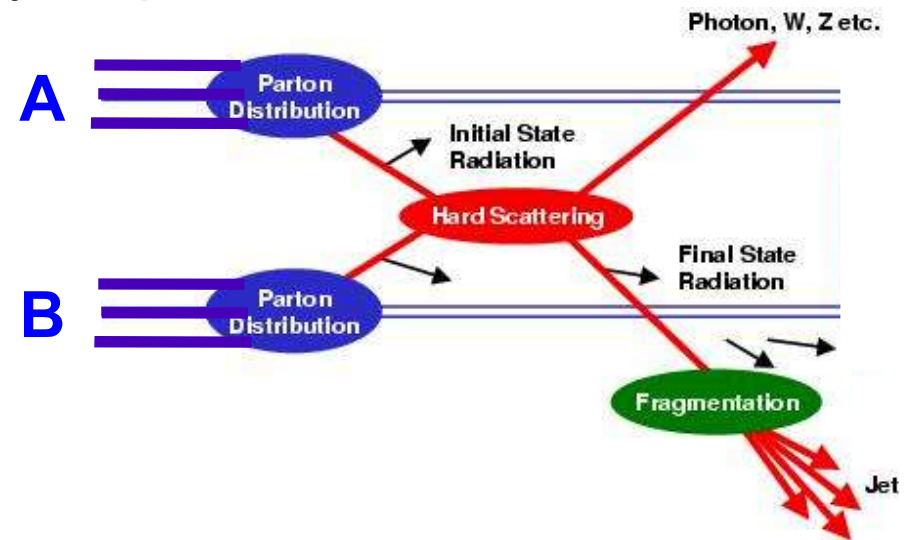 Photon, W, Z etc.
A
Parton
Distribution
Initial State
Radiation
Hard Scattering
Final State
Radiation
B
Parton
Distribution
Fragmentation
Jet